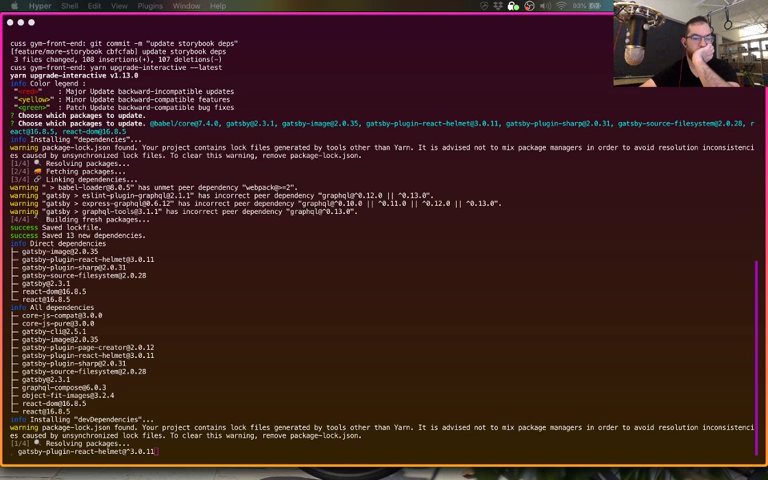 Hyper Shell Edit View Plugins Window Help 93%
cuss gym-front-end: git commit -m "update storybook deps"
[feature/more-storybook cbfcfab] update storybook deps
3 files changed, 108 insertions(+), 107 deletions(-)
cuss gym-front-end: yarn upgrade-interactive --latest
yarn upgrade-interactive v1.13.0
info Color legend :
"<red>" : Major Update backward-incompatible updates
"<yellow>" : Minor Update backward-compatible features
"<green>" : Patch Update backward-compatible bug fixes
? Choose which packages to update.
? Choose which packages to update. @babel/core@7.4.0, gatsby@2.3.1, gatsby-image@2.0.35, gatsby-plugin-react-helmet@3.0.11, gatsby-plugin-sharp@2.0.31, gatsby-source-filesystem@2.0.28, r
eact@16.8.5, react-dom@16.8.5
info Installing "dependencies"...
warning package-lock.json found. Your project contains lock files generated by tools other than Yarn. It is advised not to mix package managers in order to avoid resolution inconsistenci
es caused by unsynchronized lock files. To clear this warning, remove package-lock.json.
[1/4] Resolving packages...
[2/4] Fetching packages...
[3/4] Linking dependencies...
warning " > babel-loader@8.0.5" has unmet peer dependency "webpack@>=2".
warning "gatsby > eslint-plugin-graphql@2.1.1" has incorrect peer dependency "graphql@^0.12.0 || ^0.13.0".
warning "gatsby > express-graphql@0.6.12" has incorrect peer dependency "graphql@^0.10.0 || ^0.11.0 || ^0.12.0 || ^0.13.0".
warning "gatsby > graphql-tools@3.1.1" has incorrect peer dependency "graphql@^0.13.0".
[4/4] Building fresh packages...
success Saved lockfile.
success Saved 13 new dependencies.
info Direct dependencies
├─ gatsby-image@2.0.35
├─ gatsby-plugin-react-helmet@3.0.11
├─ gatsby-plugin-sharp@2.0.31
├─ gatsby-source-filesystem@2.0.28
├─ gatsby@2.3.1
├─ react-dom@16.8.5
└─ react@16.8.5
info All dependencies
├─ core-js-compat@3.0.0
├─ core-js-pure@3.0.0
├─ gatsby-cli@2.5.1
├─ gatsby-image@2.0.35
├─ gatsby-plugin-page-creator@2.0.12
├─ gatsby-plugin-react-helmet@3.0.11
├─ gatsby-plugin-sharp@2.0.31
├─ gatsby-source-filesystem@2.0.28
├─ gatsby@2.3.1
├─ graphql-compose@6.0.3
├─ object-fit-images@3.2.4
├─ react-dom@16.8.5
└─ react@16.8.5
info Installing "devDependencies"...
warning package-lock.json found. Your project contains lock files generated by tools other than Yarn. It is advised not to mix package managers in order to avoid resolution inconsistenci
es caused by unsynchronized lock files. To clear this warning, remove package-lock.json.
[1/4] Resolving packages...
gatsby-plugin-react-helmet@^3.0.11